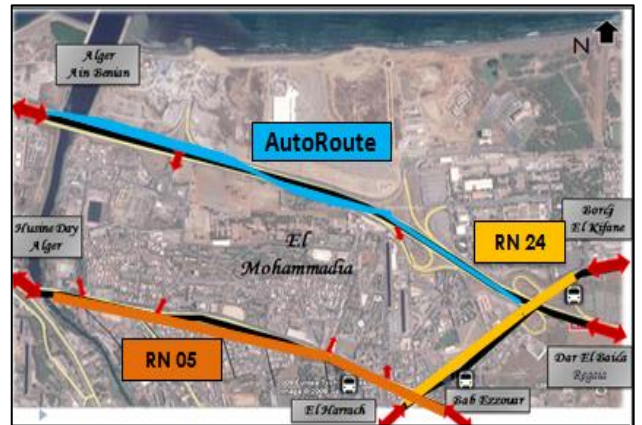 Alger
Ain Benian
N
AutoRoute
Husine Day
Alger
El
Mohammadia
RN 24
Bordj
El Kifane
RN 05
Dar El Baida
Regaia
El Harrach
Bab Ezzouar